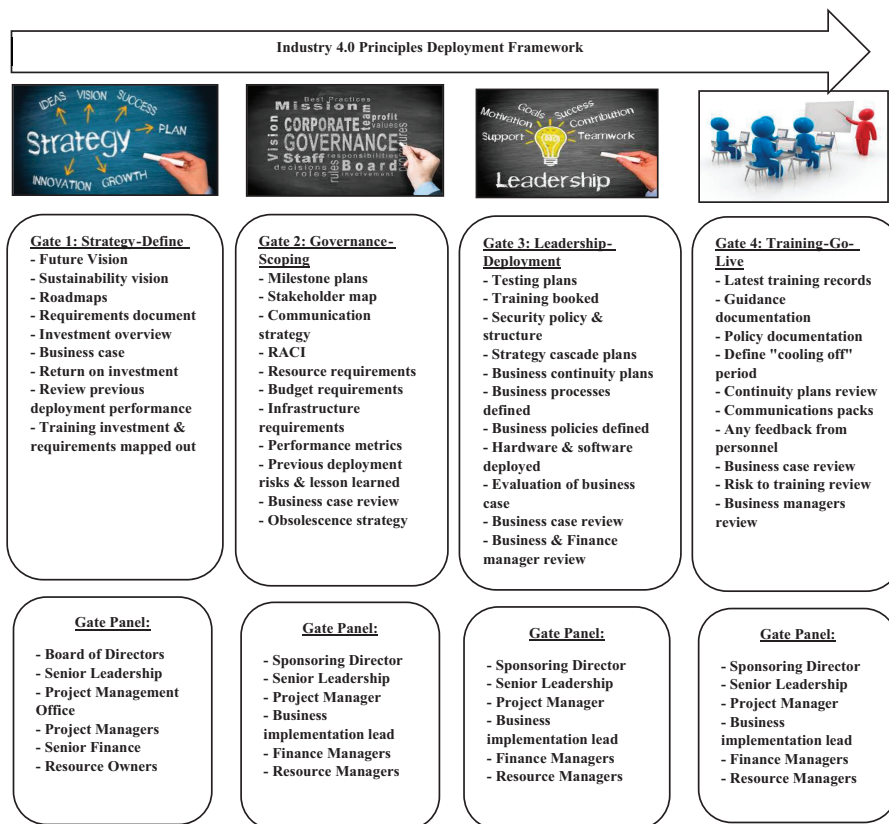 Industry 4.0 Principles Deployment Framework
IDEAS
VISION
SUCCESS
Strategy
PLAN
INNOVATION
GROWTH
Best Practices
Mission
team
profit
values
Vision
CORPORATE
GOVERNANCE
Staff
responsibilities
decisions
rules
Board
roles
involvement
Goals
Success
Motivation
Contribution
Support
Teamwork
Leadership
Gate 1: Strategy-Define
- Future Vision
- Sustainability vision
- Roadmaps
- Requirements document
- Investment overview
- Business case
- Return on investment
- Review previous
deployment performance
- Training investment &
requirements mapped out
Gate 2: Governance-
Scoping
- Milestone plans
- Stakeholder map
- Communication
strategy
- RACI
- Resource requirements
- Budget requirements
- Infrastructure
requirements
- Performance metrics
- Previous deployment
risks & lesson learned
- Business case review
- Obsolescence strategy
Gate 3: Leadership-
Deployment
- Testing plans
- Training booked
- Security policy &
structure
- Strategy cascade plans
- Business continuity plans
- Business processes
defined
- Business policies defined
- Hardware & software
deployed
- Evaluation of business
case
- Business case review
- Business & Finance
manager review
Gate 4: Training-Go-
Live
- Latest training records
- Guidance
documentation
- Policy documentation
- Define "cooling off"
period
- Continuity plans review
- Communications packs
- Any feedback from
personnel
- Business case review
- Risk to training review
- Business managers
review
Gate Panel:
- Board of Directors
- Senior Leadership
- Project Management
Office
- Project Managers
- Senior Finance
- Resource Owners
Gate Panel:
- Sponsoring Director
- Senior Leadership
- Project Manager
- Business
implementation lead
- Finance Managers
- Resource Managers
Gate Panel:
- Sponsoring Director
- Senior Leadership
- Project Manager
- Business
implementation lead
- Finance Managers
- Resource Managers
Gate Panel:
- Sponsoring Director
- Senior Leadership
- Project Manager
- Business
implementation lead
- Finance Managers
- Resource Managers